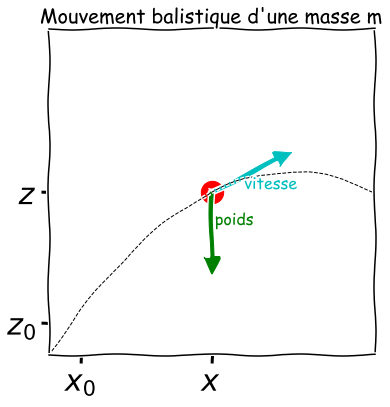 Mouvement balistique d'une masse m
vitesse
z
poids
z₀
x₀
x